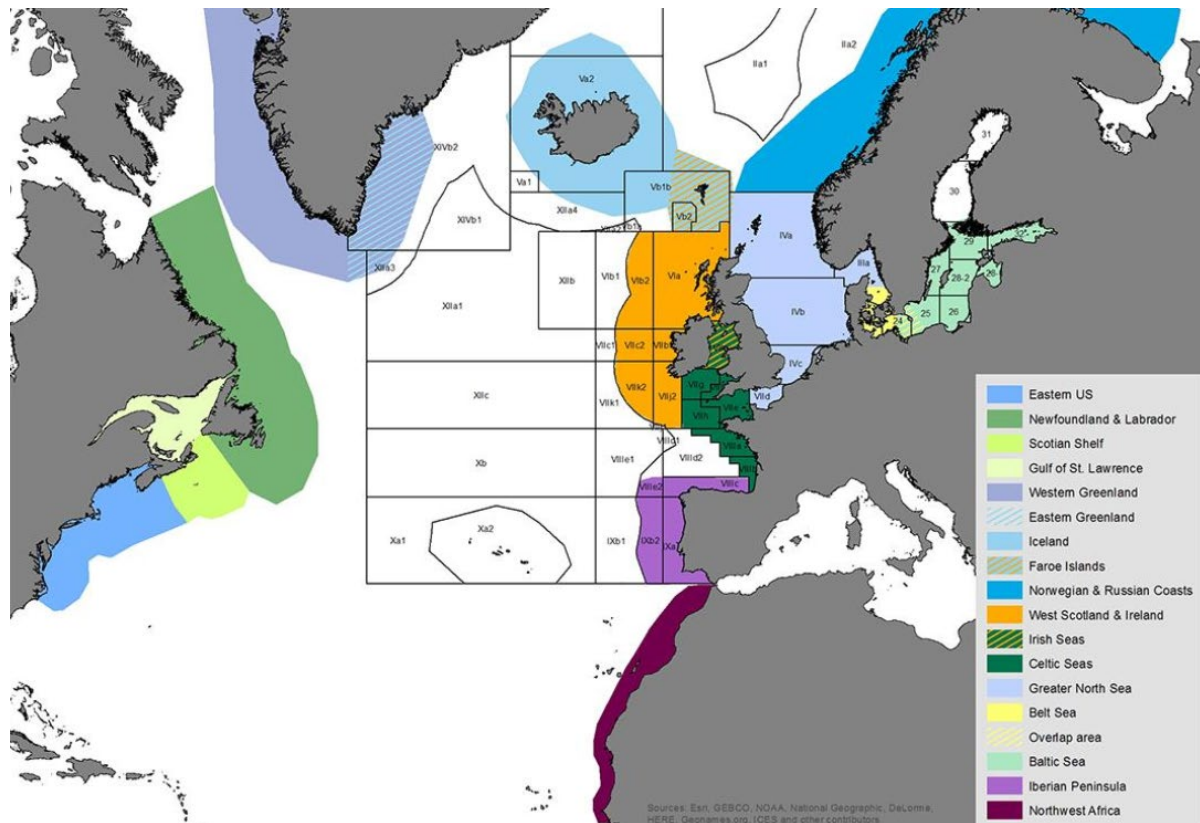 IIa2
IIa1
Va2
31
XIVb2
30
Va1
Vb1b
XIIa4
Vb2
XIVb1
IVa
29
32
IIIa
XIIa3
VIb1
VIb2
VIa
XIIb
27
28-2
28
XIIa1
IVb
24
25
26
VIIc1
VIIc2
VIIb
IVc
VIIg
VIIk2
VIIj2
VIIe
VIId
XIIc
VIIk1
VIIh
VIIId1
VIIIa
Xb
VIIIe1
VIIId2
VIIIb
VIIIe2
VIIIc
Xa1
Xa2
IXb1
IXb2
IXa
Eastern US
Newfoundland & Labrador
Scotian Shelf
Gulf of St. Lawrence
Western Greenland
Eastern Greenland
Iceland
Faroe Islands
Norwegian & Russian Coasts
West Scotland & Ireland
Irish Seas
Celtic Seas
Greater North Sea
Belt Sea
Overlap area
Baltic Sea
Iberian Peninsula
Northwest Africa
Sources: Esri, GEBCO, NOAA, National Geographic, DeLorme,
HERE, Geonames.org, ICES and other contributors